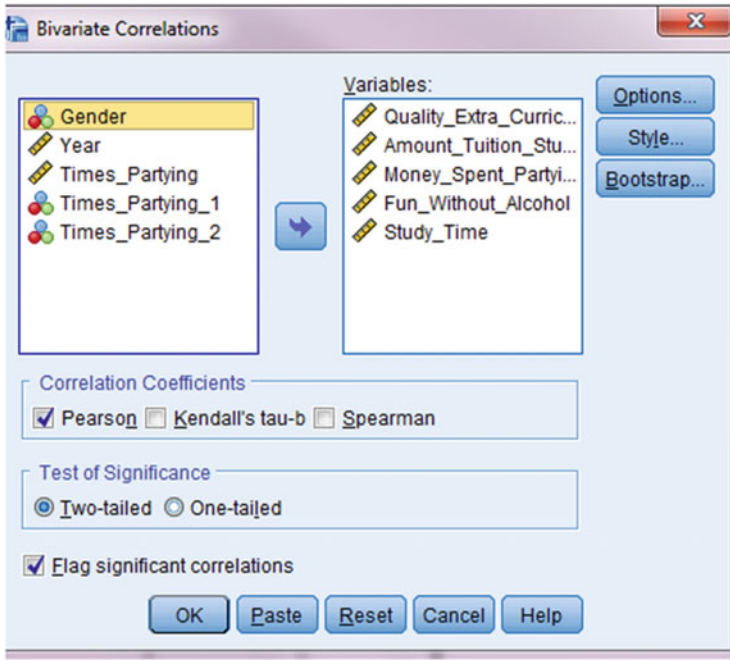 Bivariate Correlations
Gender
Year
Times_Partying
Times_Partying_1
Times_Partying_2
Variables:
Quality_Extra_Curric...
Amount_Tuition_Stu...
Money_Spent_Partyi...
Fun_Without_Alcohol
Study_Time
Options...
Style...
Bootstrap...
Correlation Coefficients
Pearson Kendall's tau-b Spearman
Test of Significance
Two-tailed One-tailed
Flag significant correlations
OK Paste Reset Cancel Help